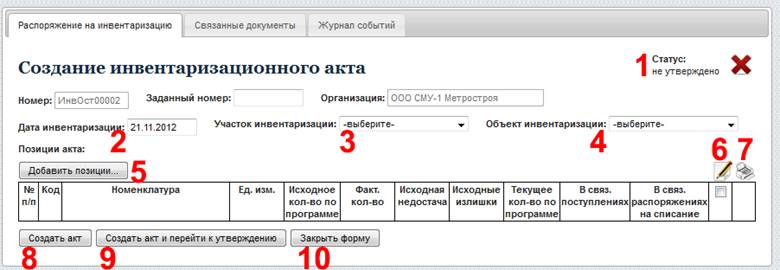 Распоряжение на инвентаризацию Связанные документы Журнал событий
Создание инвентаризационного акта
1 Статус:
не утверждено
Номер: ИнвОст00002 Заданный номер: Организация: ООО СМУ-1 Метрострой
Дата инвентаризации: 21.11.2012 Участок инвентаризации: -выберите- Объект инвентаризации: -выберите-
2 3 4
Позиции акта:
Добавить позиции... 5 6 7
№ п/п Код Номенклатура Ед. изм. Исходное кол-во по программе Факт. кол-во Исходная недостача Исходные излишки Текущее кол-во по программе В связ. поступлениях В связ. распоряжениях на списание
Создать акт Создать акт и перейти к утверждению Закрыть форму
8 9 10